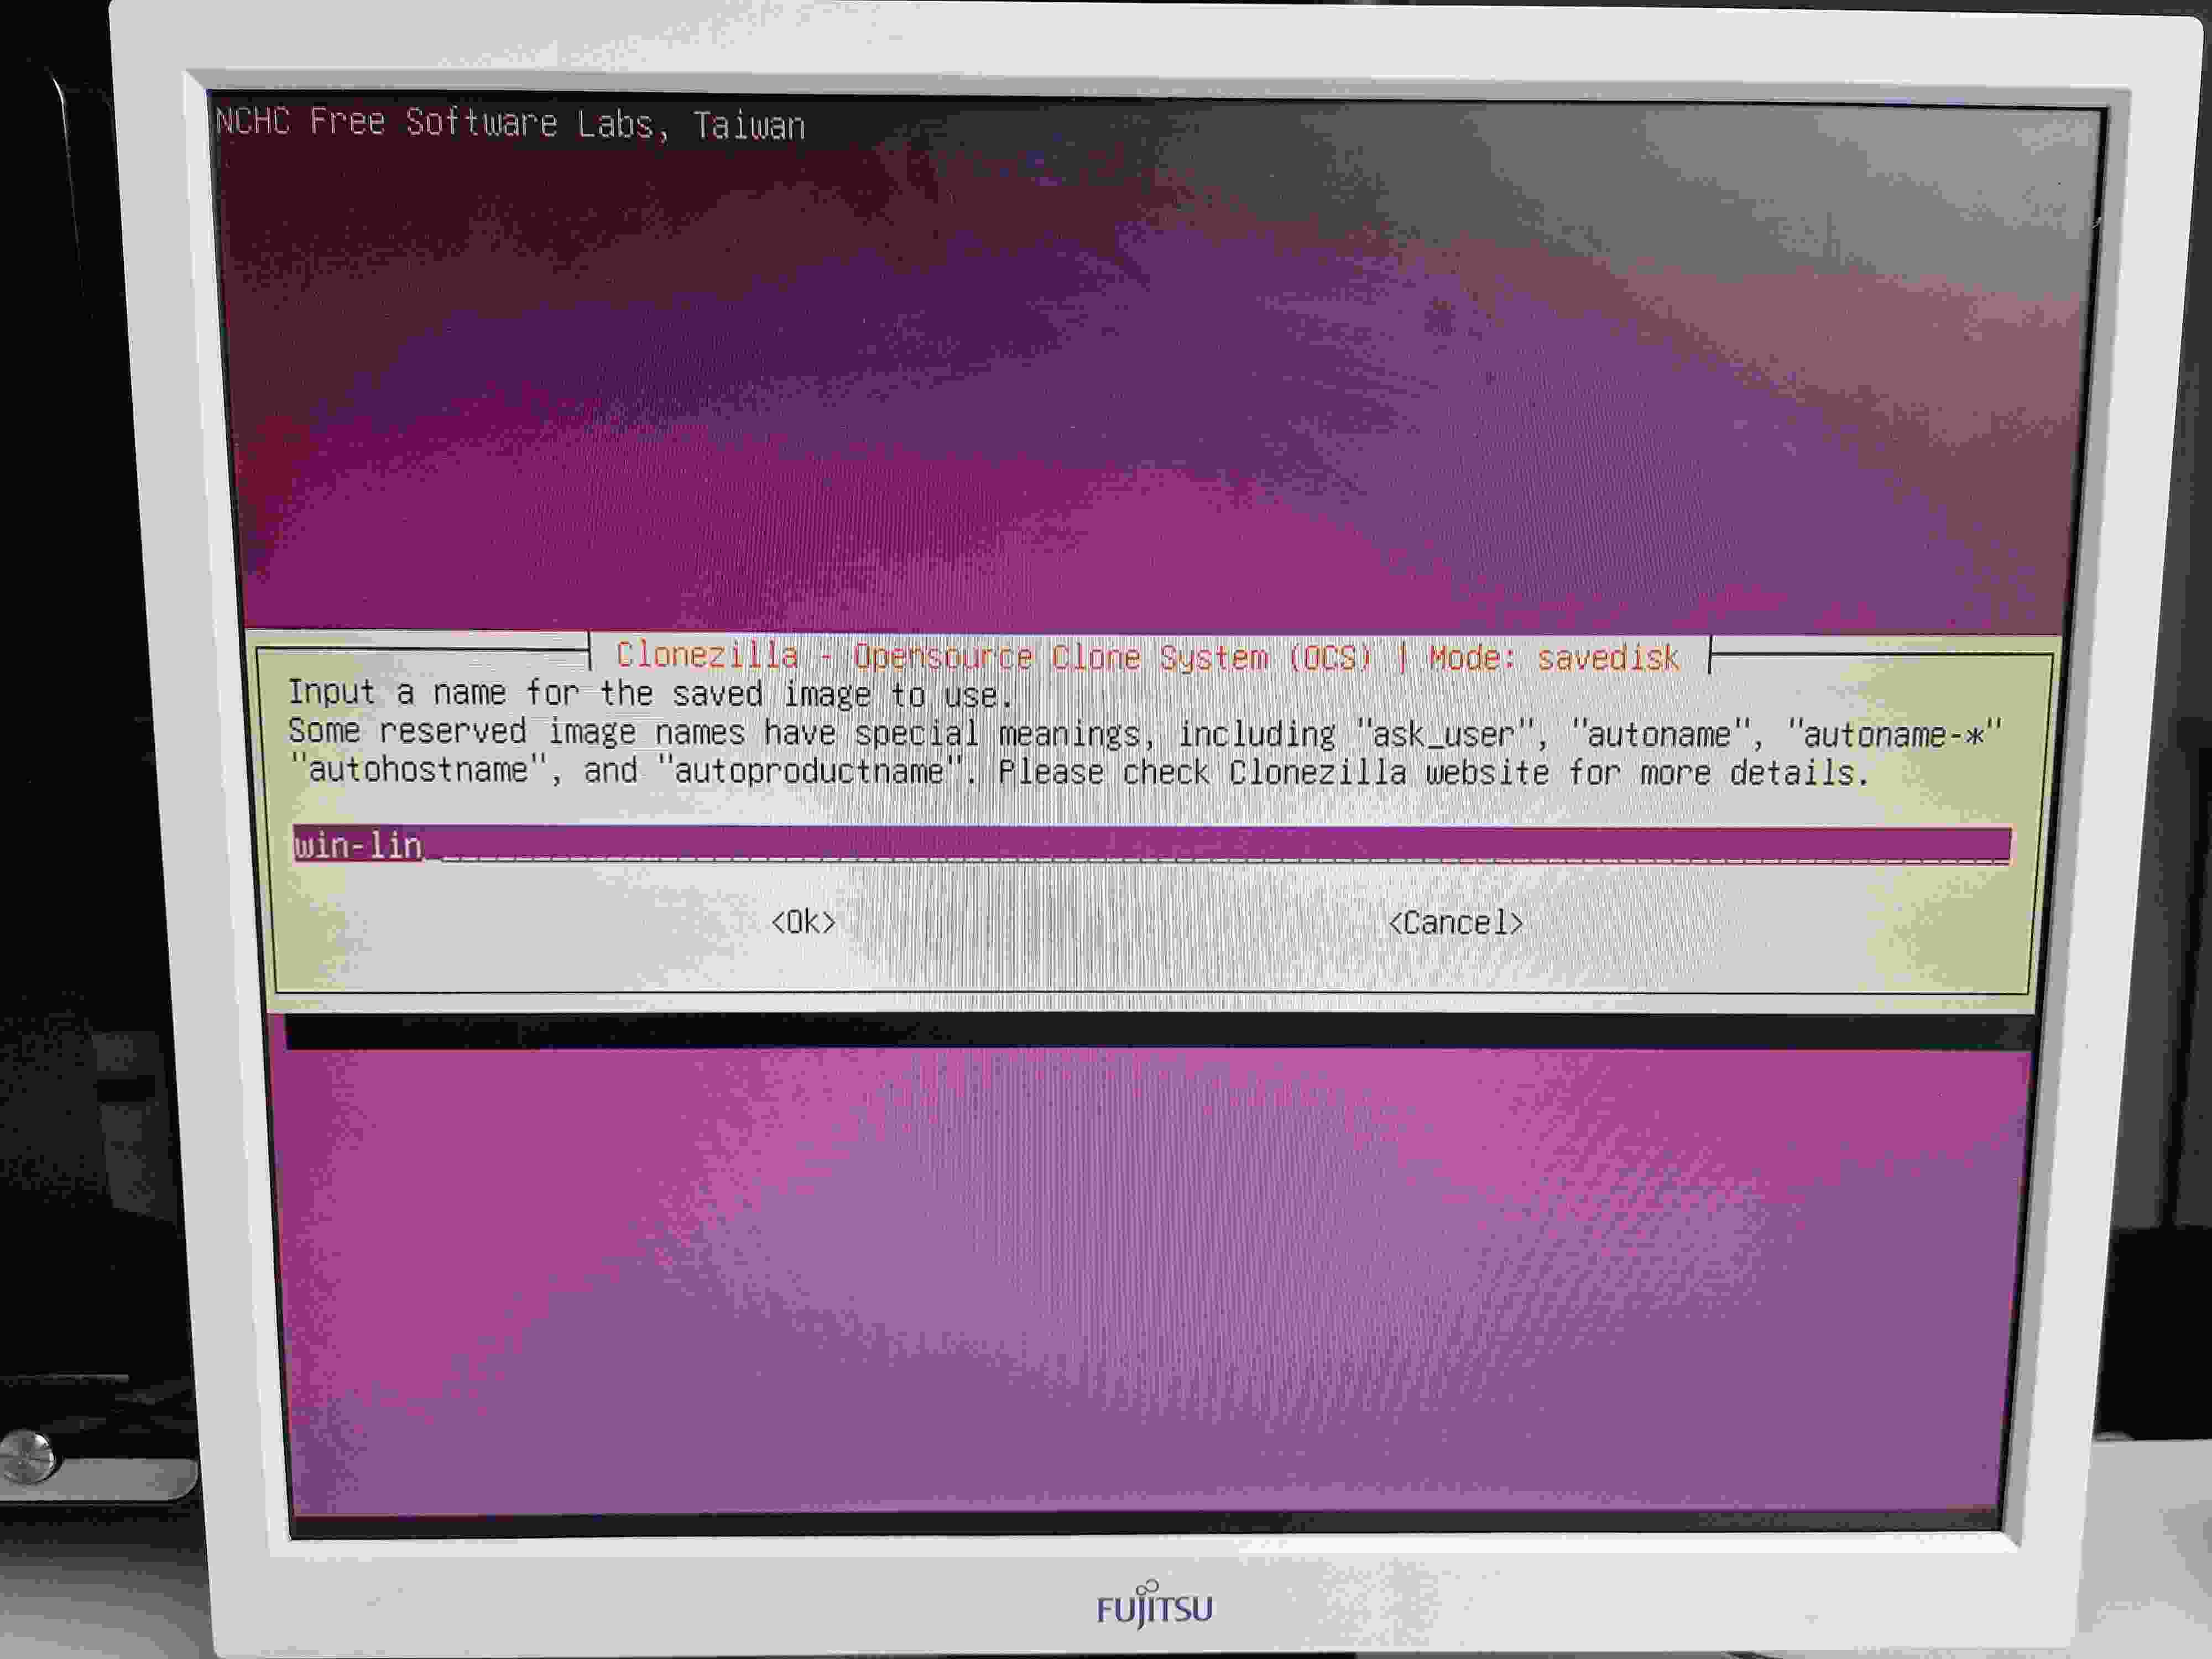 NCHC Free Software Labs, Taiwan
Clonezilla - Opensource Clone System (OCS) | Mode: savedisk
Input a name for the saved image to use.
Some reserved image names have special meanings, including "ask_user", "autoname", "autoname-*"
"autohostname", and "autoproductname". Please check Clonezilla website for more details.
win-lin
<Ok> <Cancel>
FUJITSU